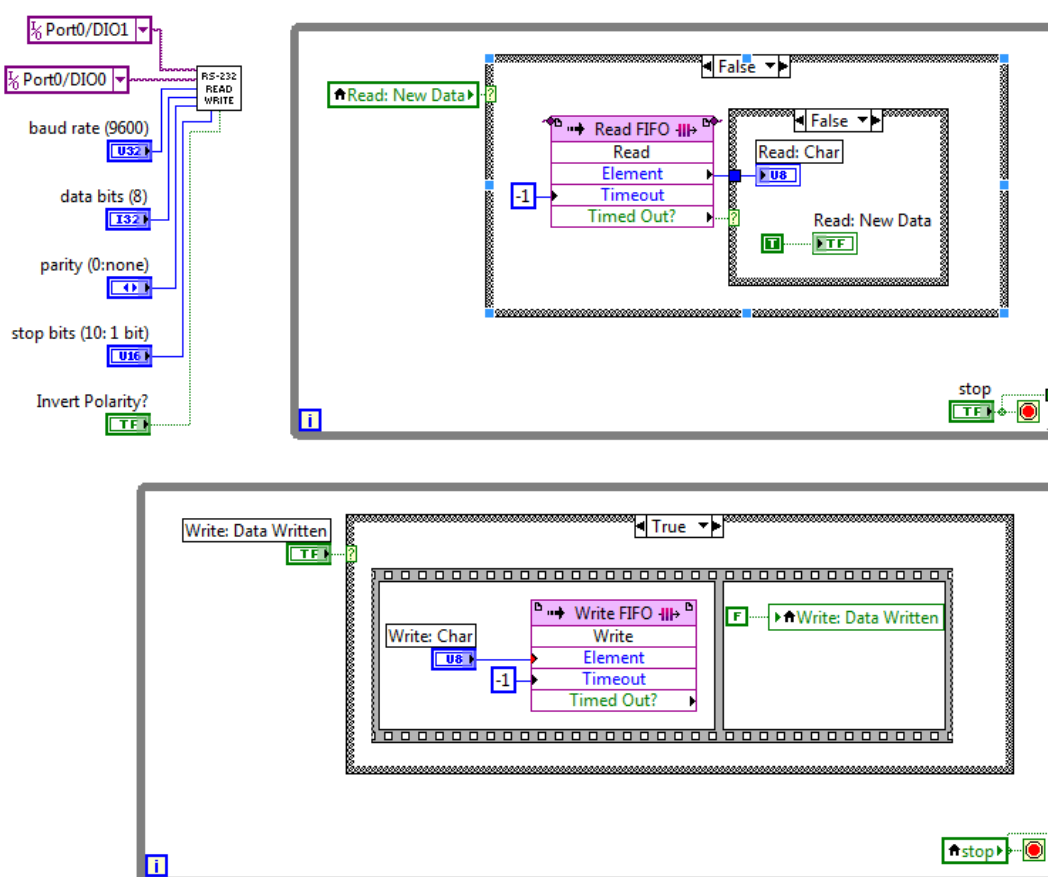 Port0/DIO1
Port0/DIO0
RS-232
READ
WRITE
baud rate (9600)
U32
data bits (8)
I32
parity (0:none)
stop bits (10: 1 bit)
U16
Invert Polarity?
TF
False
Read: New Data
?
Read FIFO
Read
Element
-1
Timeout
Timed Out?
?
False
Read: Char
U8
Read: New Data
T
TF
stop
TF
i
Write: Data Written
TF
?
True
Write FIFO
Write
Write: Char
U8
Element
-1
Timeout
Timed Out?
F
Write: Data Written
stop
i